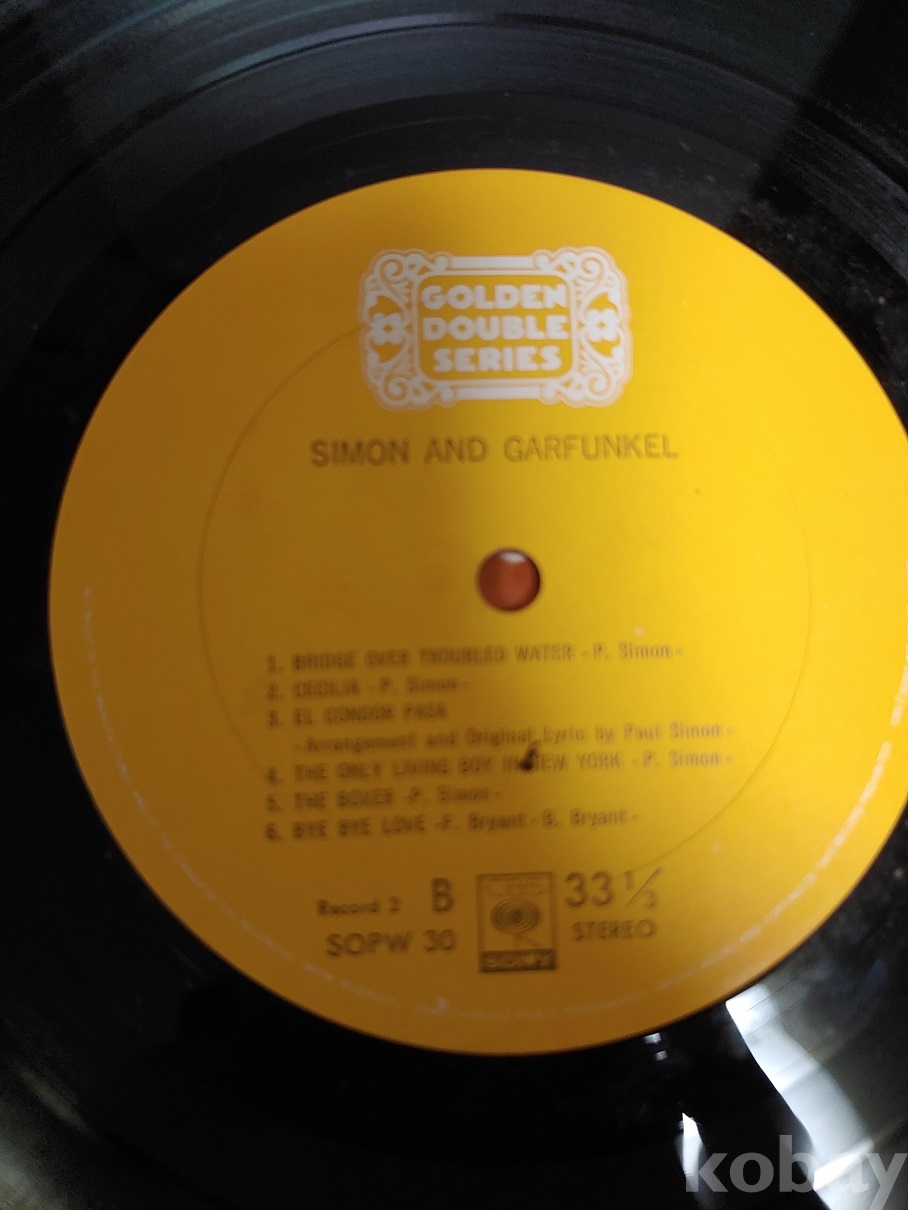 GOLDEN
DOUBLE
SERIES
SIMON AND GARFUNKEL
1. BRIDGE OVER TROUBLED WATER -P. Simon-
2. CECILIA -P. Simon-
3. EL CONDOR PASA
-Arrangement and Original Lyric by Paul Simon-
4. THE ONLY LIVING BOY IN NEW YORK -P. Simon-
5. THE BOXER -P. Simon-
6. BYE BYE LOVE -F. Bryant-B. Bryant-
Record 2 B
SOPW 30
CBS
SONY
33 1/3
STEREO
kobay